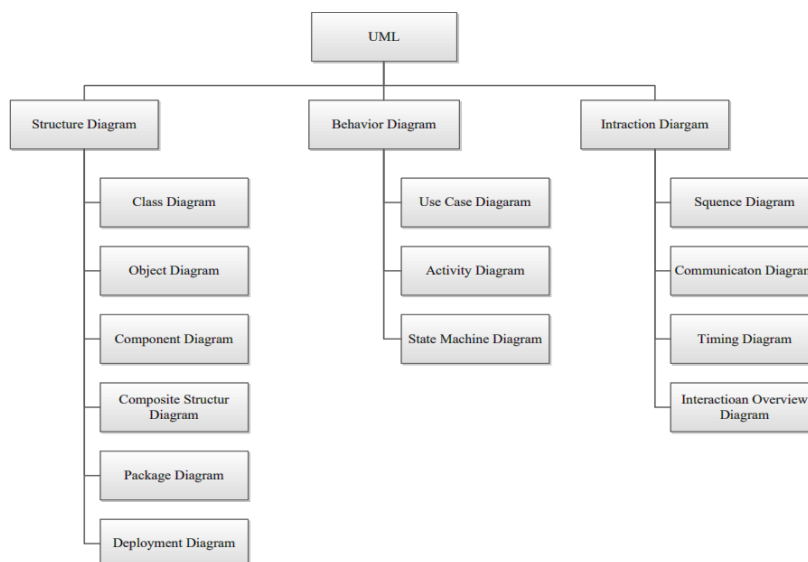 UML
Structure Diagram
Behavior Diagram
Intraction Diargam
Class Diagram
Use Case Diagaram
Squence Diagram
Object Diagram
Activity Diagram
Communicaton Diagram
Component Diagram
State Machine Diagram
Timing Diagram
Composite Structur
Diagram
Interactioan Overview
Diagram
Package Diagram
Deployment Diagram